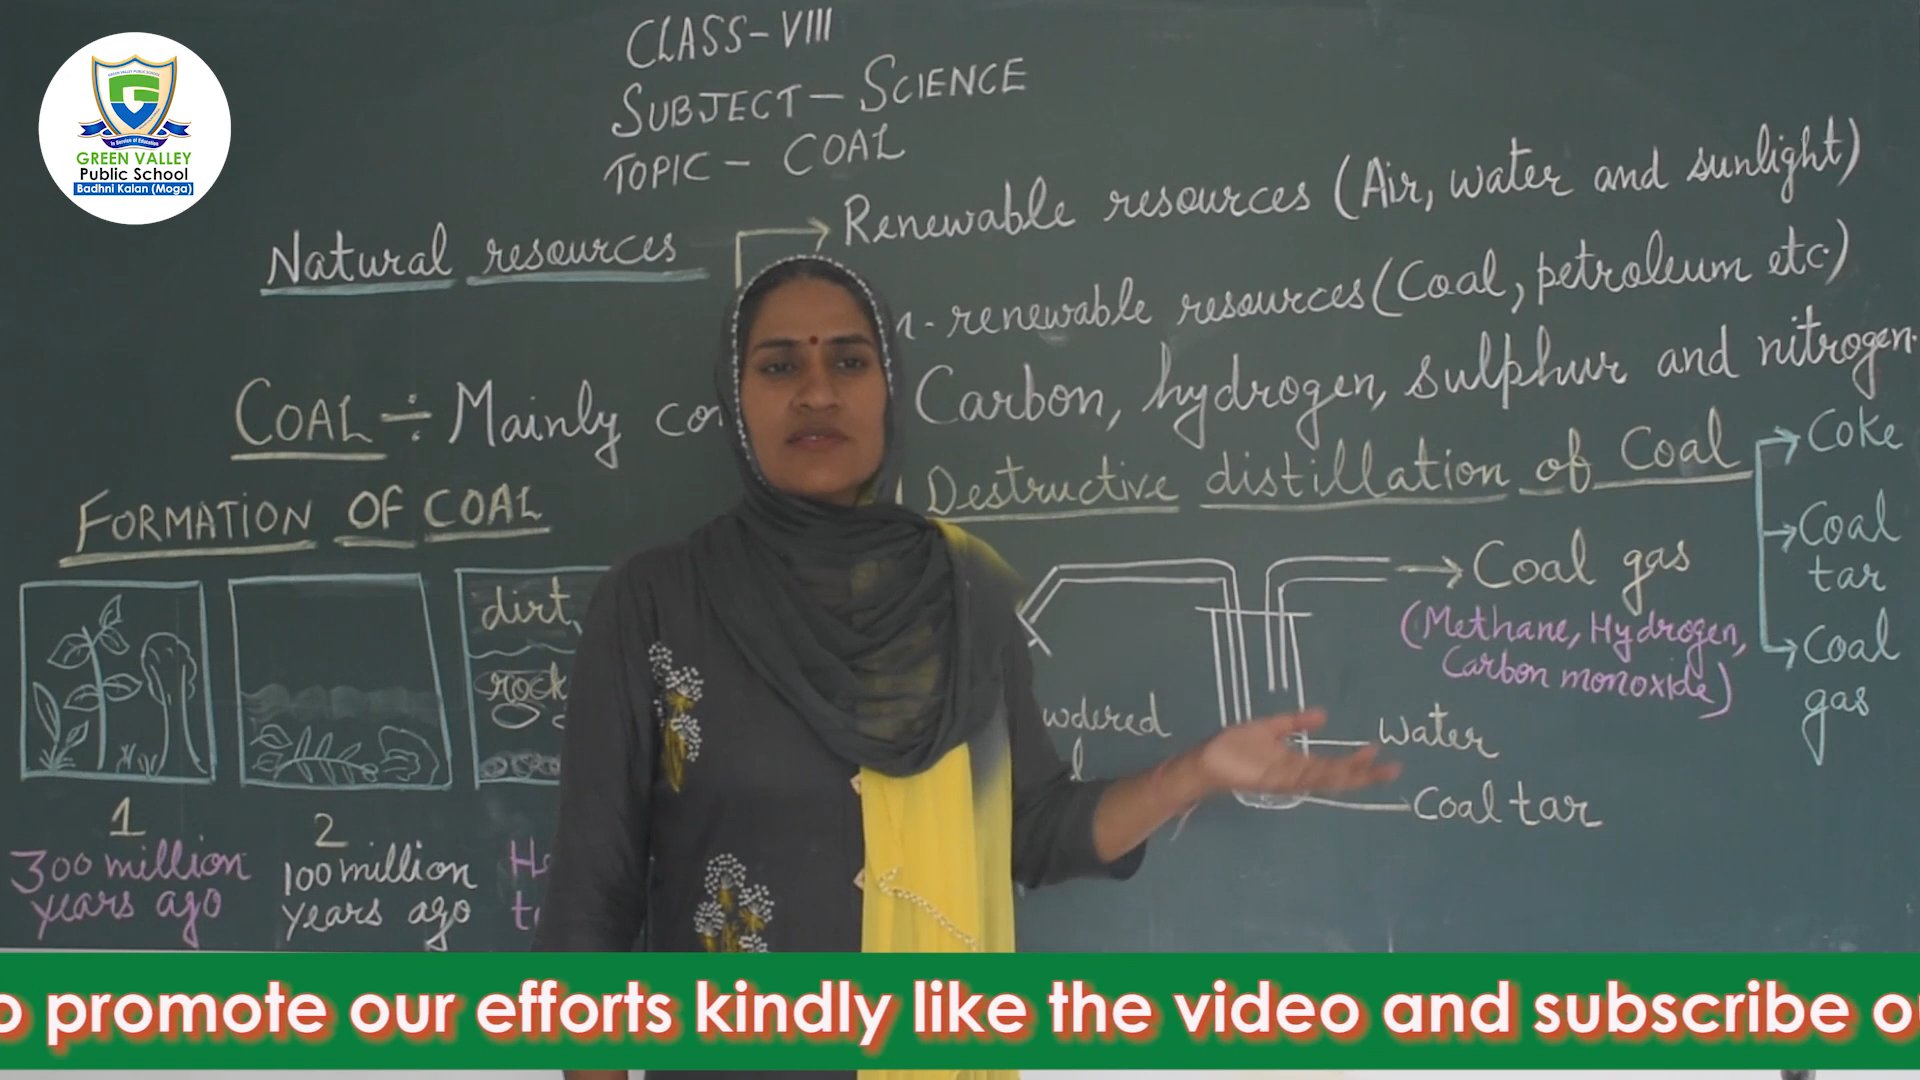 GREEN VALLEY
Public School
Badhni Kalan (Moga)
CLASS-VIII
SUBJECT - SCIENCE
TOPIC - COAL
Natural resources
Renewable resources (Air, water and sunlight)
-renewable resources (Coal, petroleum etc.)
COAL ÷ Mainly Carbon, hydrogen, sulphur and nitrogen.
FORMATION OF COAL
Destructive distillation of Coal
Coke
Coal
tar
Coal
gas
dirt,
rock
Coal gas
(Methane, Hydrogen,
Carbon monoxide)
Water
Coal tar
1
300 million
years ago
2
100 million
years ago
promote our efforts kindly like the video and subscribe